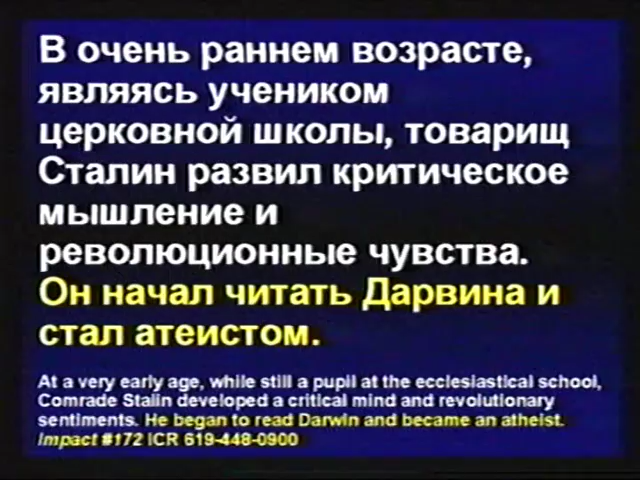 В очень раннем возрасте,
являясь учеником
церковной школы, товарищ
Сталин развил критическое
мышление и
революционные чувства.
Он начал читать Дарвина и
стал атеистом.
At a very early age, while still a pupil at the ecclesiastical school,
Comrade Stalin developed a critical mind and revolutionary
sentiments. He began to read Darwin and became an atheist.
Impact #172 ICR 619-448-0900